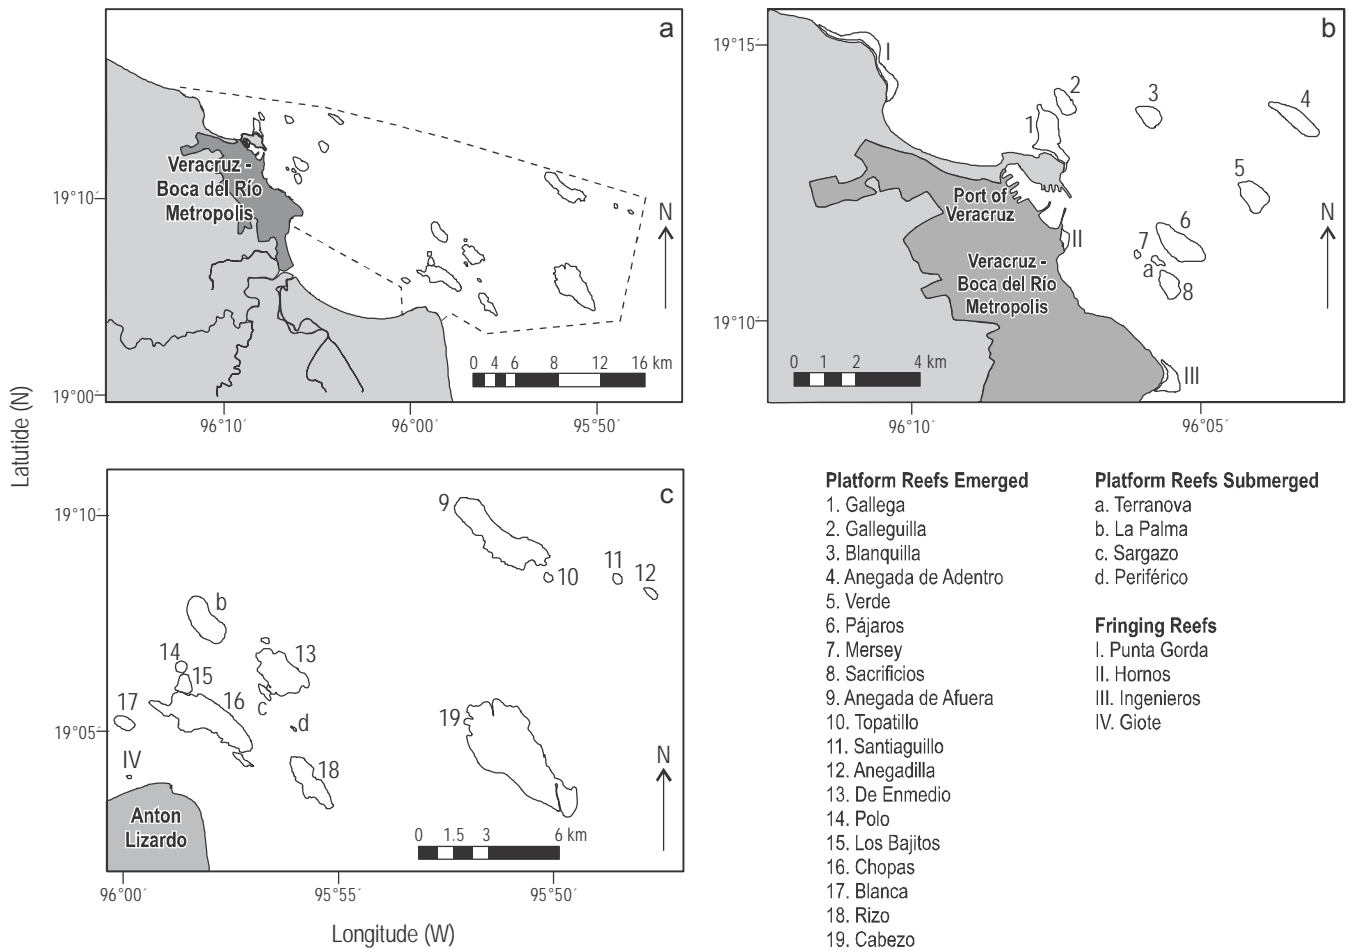 a
Veracruz -
Boca del Río
Metropolis
19°10´
19°00´
N
0 4 6 8 12 16 km
96°10´ 96°00´ 95°50´
b
19°15´
19°10´
I
1
2
3
4
5
6
7
a
8
II
III
Port of
Veracruz
Veracruz -
Boca del Río
Metropolis
N
0 1 2 4 km
96°10´ 96°05´
Latutide (N)
c
19°10´
19°05´
9
10
11
12
b
13
14
15
16
c
17
d
18
19
IV
Anton
Lizardo
N
0 1.5 3 6 km
96°00´ 95°55´ 95°50´
Longitude (W)
Platform Reefs Emerged
1. Gallega
2. Galleguilla
3. Blanquilla
4. Anegada de Adentro
5. Verde
6. Pájaros
7. Mersey
8. Sacrificios
9. Anegada de Afuera
10. Topatillo
11. Santiaguillo
12. Anegadilla
13. De Enmedio
14. Polo
15. Los Bajitos
16. Chopas
17. Blanca
18. Rizo
19. Cabezo
Platform Reefs Submerged
a. Terranova
b. La Palma
c. Sargazo
d. Periférico
Fringing Reefs
I. Punta Gorda
II. Hornos
III. Ingenieros
IV. Giote